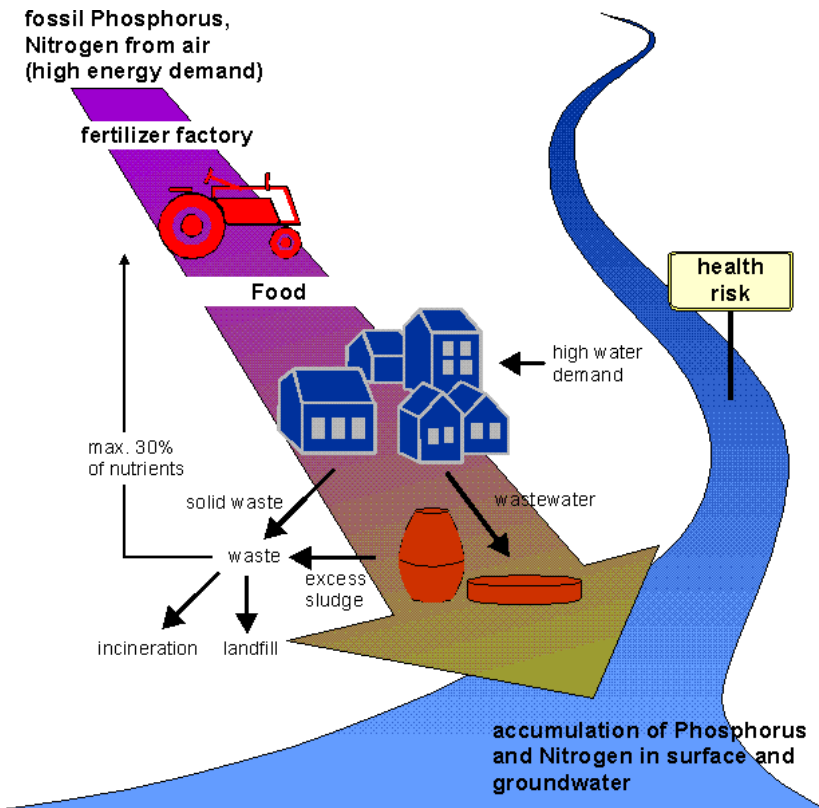 fossil Phosphorus,
Nitrogen from air
(high energy demand)
fertilizer factory
Food
health
risk
high water
demand
max. 30%
of nutrients
solid waste
wastewater
waste
excess
sludge
incineration
landfill
accumulation of Phosphorus
and Nitrogen in surface and
groundwater